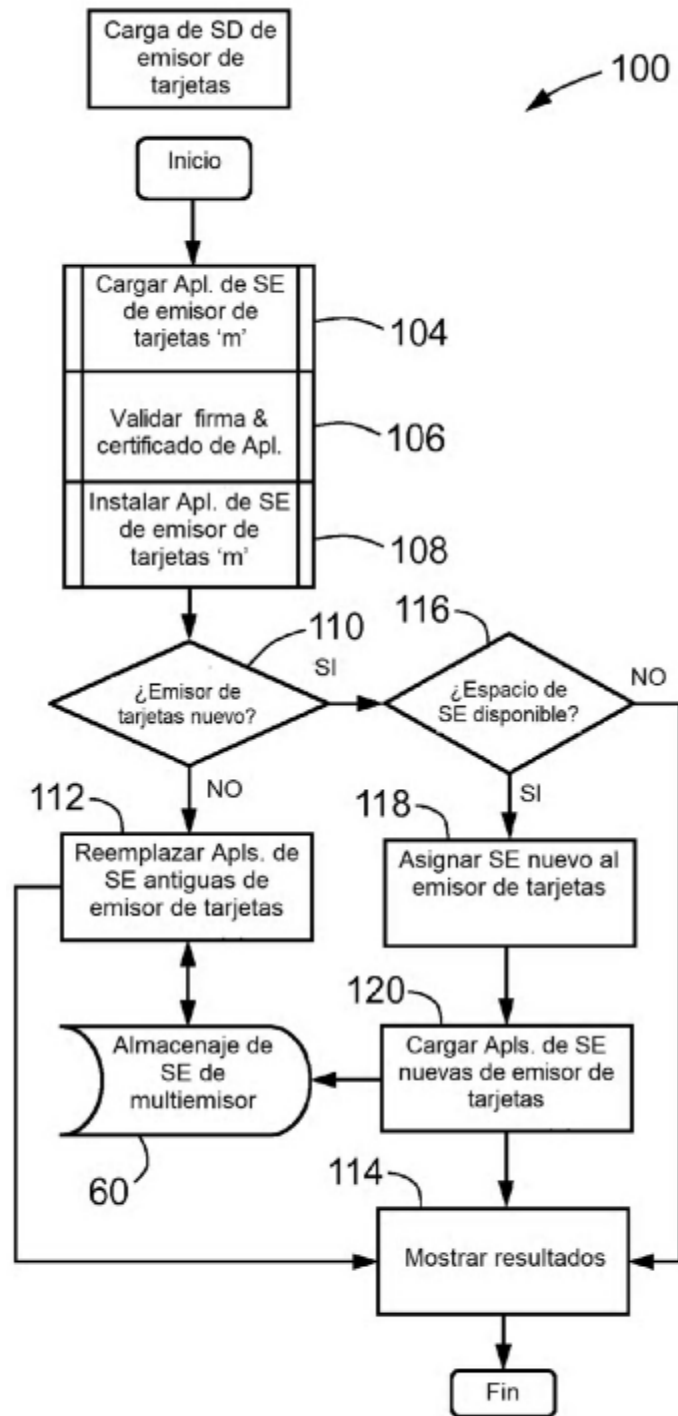 Carga de SD de
emisor de
tarjetas
100
Inicio
Cargar Apl. de SE
de emisor de
tarjetas ‘m’
104
Validar firma &
certificado de Apl.
106
Instalar Apl. de SE
de emisor de
tarjetas ‘m’
108
110
116
¿Emisor de
tarjetas nuevo?
SI
¿Espacio de
SE disponible?
NO
NO
SI
112
Reemplazar Apls. de
SE antiguas de
emisor de tarjetas
118
Asignar SE nuevo al
emisor de tarjetas
Almacenaje de
SE de
multiemisor
60
120
Cargar Apls. de SE
nuevas de emisor de
tarjetas
114
Mostrar resultados
Fin